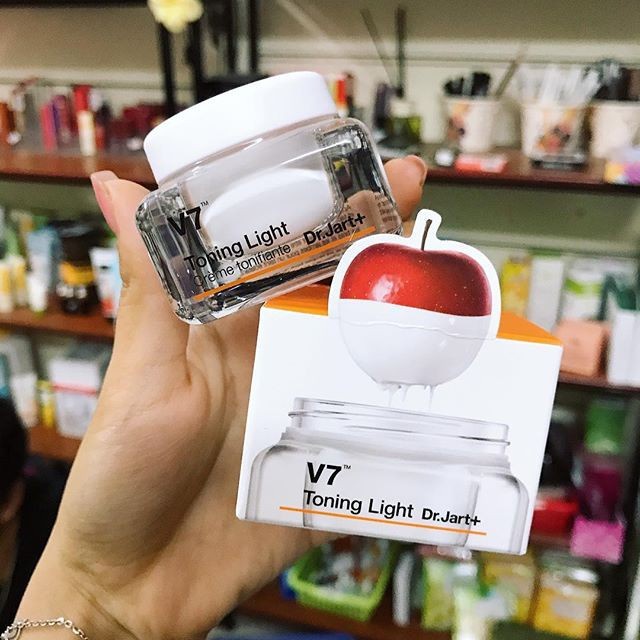 V7™
Toning Light
Crème tonifiante Dr.Jart+
V7™
Toning Light Dr.Jart+